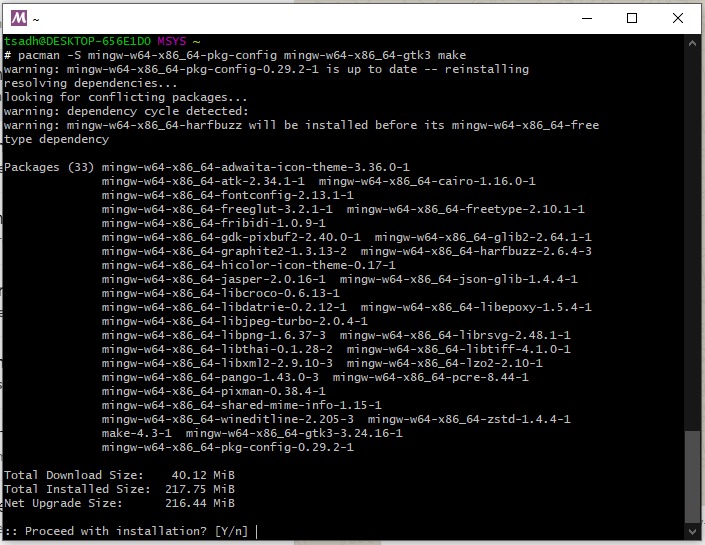 ~
tsadh@DESKTOP-656E1D0 MSYS ~
# pacman -S mingw-w64-x86_64-pkg-config mingw-w64-x86_64-gtk3 make
warning: mingw-w64-x86_64-pkg-config-0.29.2-1 is up to date -- reinstalling
resolving dependencies...
looking for conflicting packages...
warning: dependency cycle detected:
warning: mingw-w64-x86_64-harfbuzz will be installed before its mingw-w64-x86_64-free
type dependency
Packages (33) mingw-w64-x86_64-adwaita-icon-theme-3.36.0-1
mingw-w64-x86_64-atk-2.34.1-1 mingw-w64-x86_64-cairo-1.16.0-1
mingw-w64-x86_64-fontconfig-2.13.1-1
mingw-w64-x86_64-freeglut-3.2.1-1 mingw-w64-x86_64-freetype-2.10.1-1
mingw-w64-x86_64-fribidi-1.0.9-1
mingw-w64-x86_64-gdk-pixbuf2-2.40.0-1 mingw-w64-x86_64-glib2-2.64.1-1
mingw-w64-x86_64-graphite2-1.3.13-2 mingw-w64-x86_64-harfbuzz-2.6.4-3
mingw-w64-x86_64-hicolor-icon-theme-0.17-1
mingw-w64-x86_64-jasper-2.0.16-1 mingw-w64-x86_64-json-glib-1.4.4-1
mingw-w64-x86_64-libcroco-0.6.13-1
mingw-w64-x86_64-libdatrie-0.2.12-1 mingw-w64-x86_64-libepoxy-1.5.4-1
mingw-w64-x86_64-libjpeg-turbo-2.0.4-1
mingw-w64-x86_64-libpng-1.6.37-3 mingw-w64-x86_64-librsvg-2.48.1-1
mingw-w64-x86_64-libthai-0.1.28-2 mingw-w64-x86_64-libtiff-4.1.0-1
mingw-w64-x86_64-libxml2-2.9.10-3 mingw-w64-x86_64-lzo2-2.10-1
mingw-w64-x86_64-pango-1.43.0-3 mingw-w64-x86_64-pcre-8.44-1
mingw-w64-x86_64-pixman-0.38.4-1
mingw-w64-x86_64-shared-mime-info-1.15-1
mingw-w64-x86_64-wineditline-2.205-3 mingw-w64-x86_64-zstd-1.4.4-1
make-4.3-1 mingw-w64-x86_64-gtk3-3.24.16-1
mingw-w64-x86_64-pkg-config-0.29.2-1
Total Download Size: 40.12 MiB
Total Installed Size: 217.75 MiB
Net Upgrade Size: 216.44 MiB
:: Proceed with installation? [Y/n]